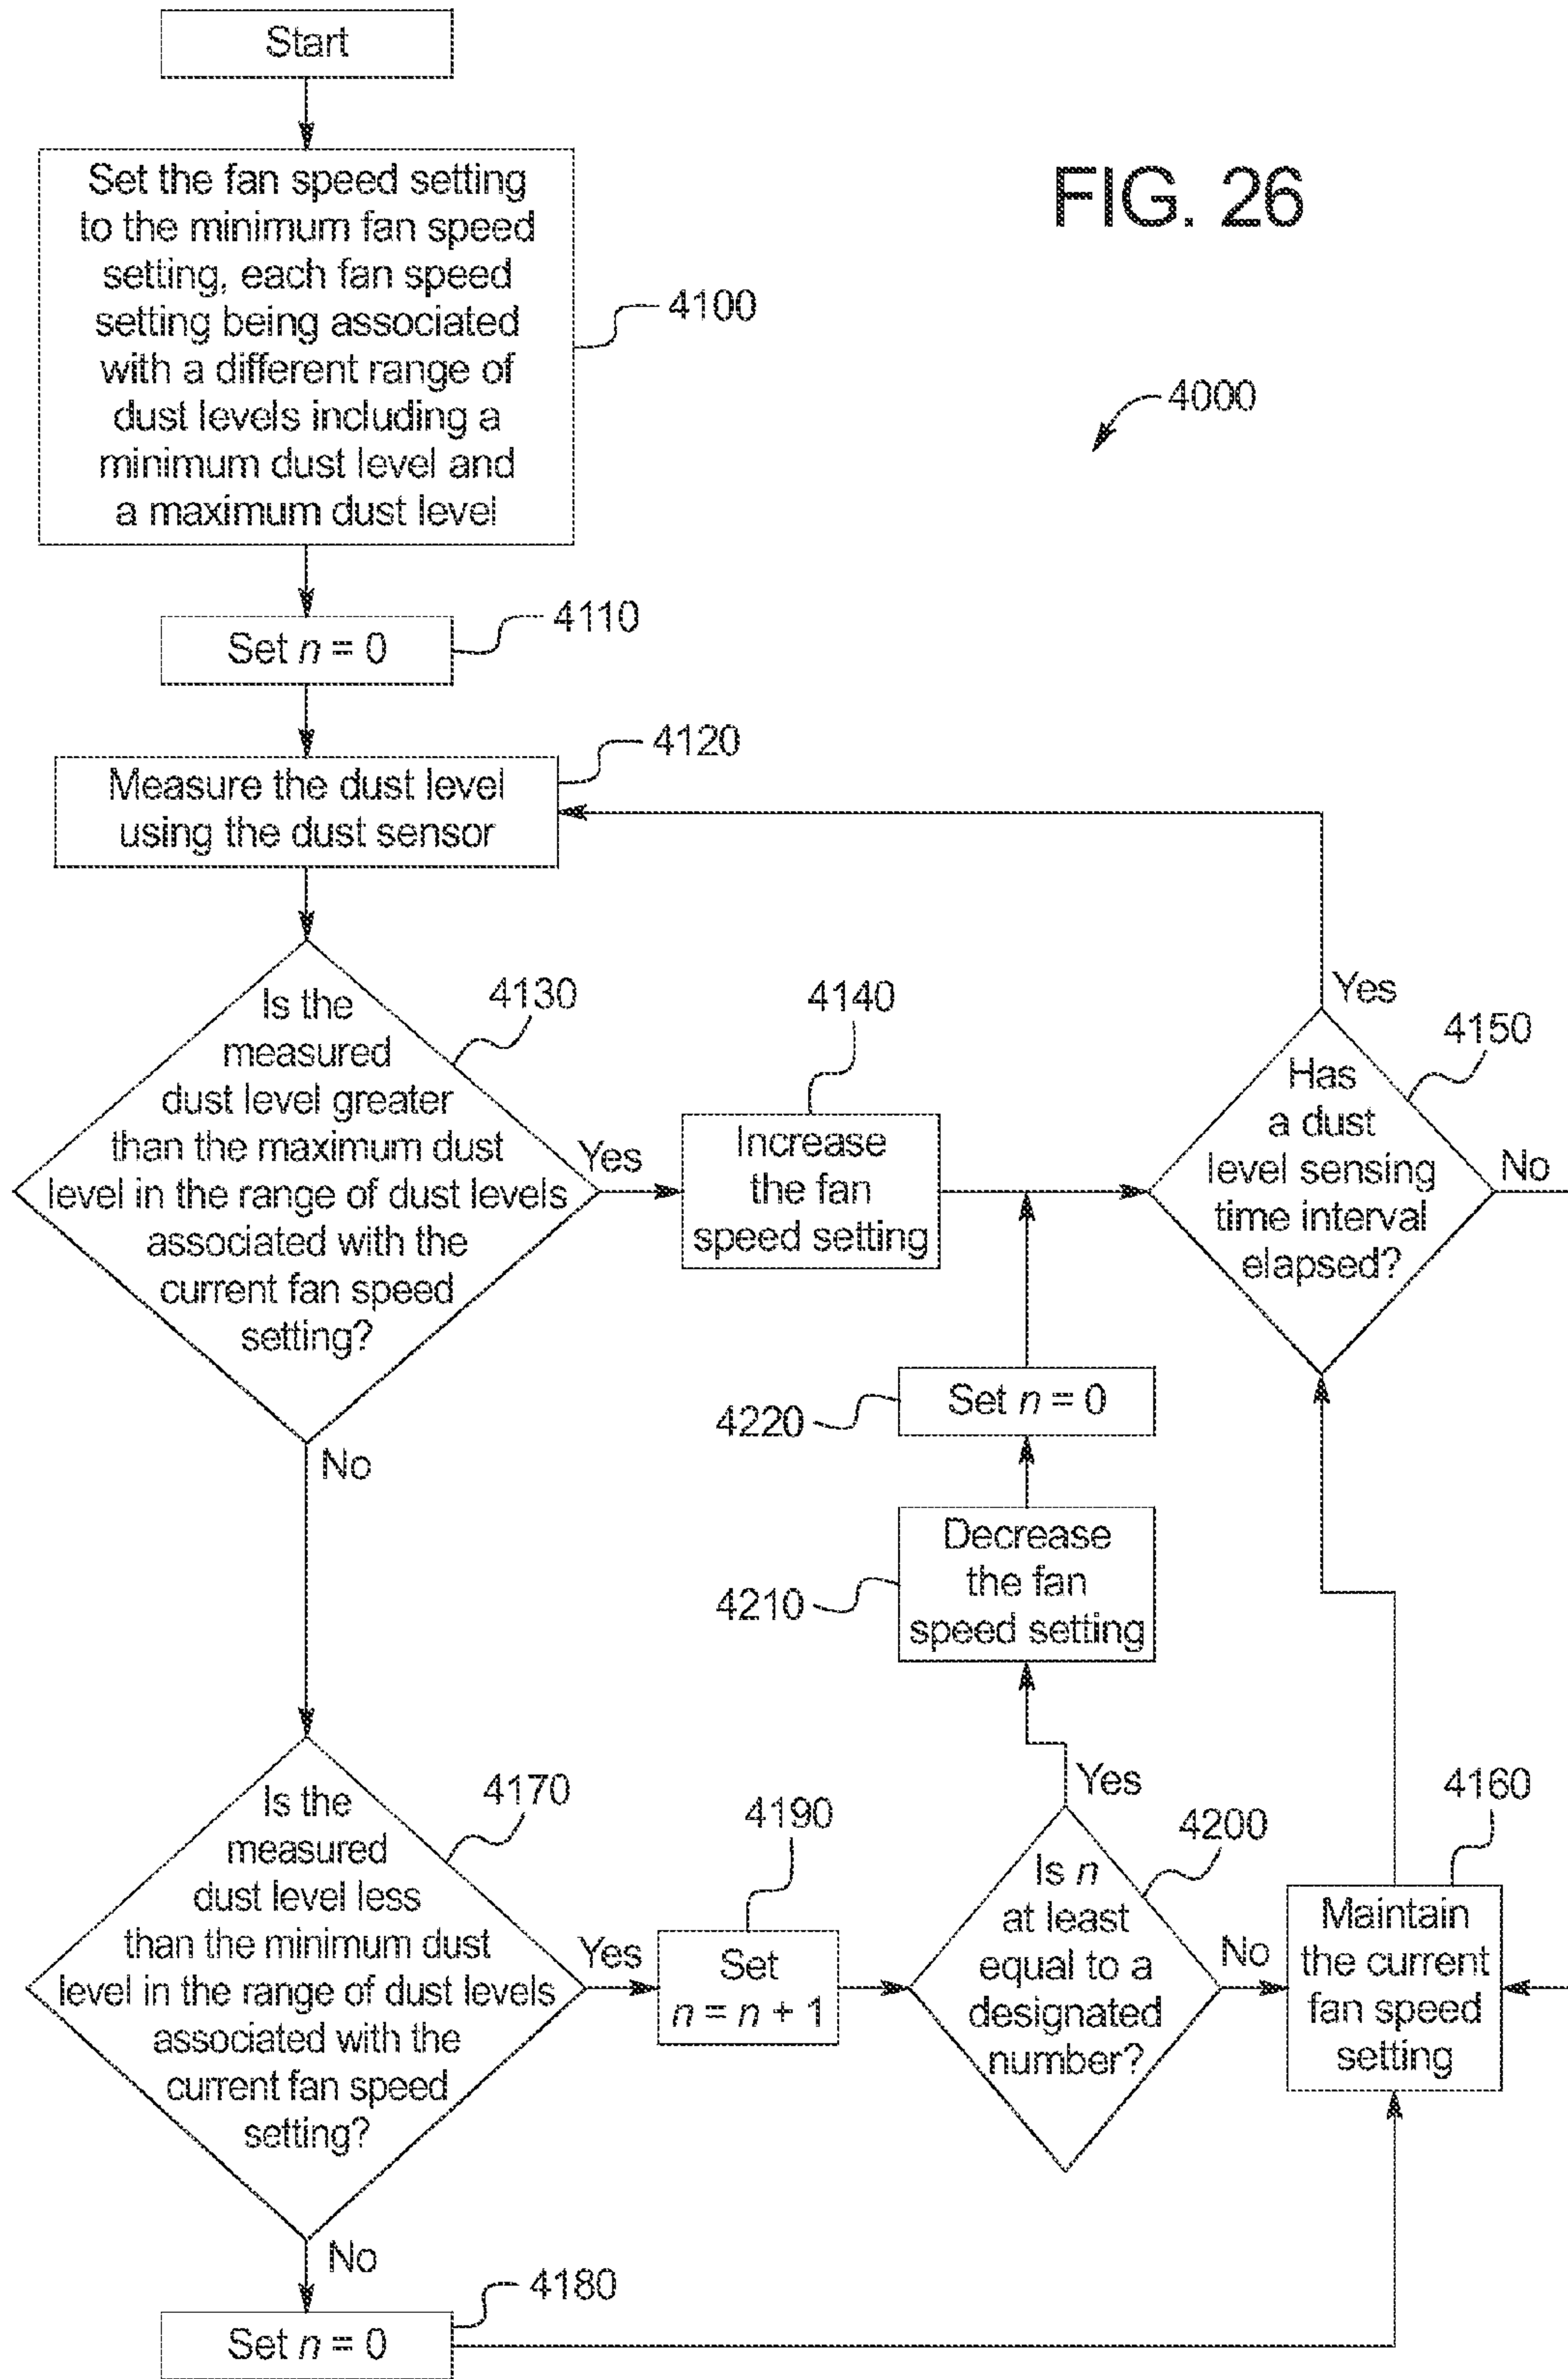 Start
FIG. 26
Set the fan speed setting
to the minimum fan speed
setting, each fan speed
setting being associated
with a different range of
dust levels including a
minimum dust level and
a maximum dust level
4100
4000
Set n = 0
4110
Measure the dust level
using the dust sensor
4120
Is the
measured
dust level greater
than the maximum dust
level in the range of dust levels
associated with the
current fan speed
setting?
4130
Yes
No
Increase
the fan
speed setting
4140
Has
a dust
level sensing
time interval
elapsed?
4150
Yes
No
Set n = 0
4220
Decrease
the fan
speed setting
4210
Is the
measured
dust level less
than the minimum dust
level in the range of dust levels
associated with the
current fan speed
setting?
4170
Yes
No
Set
n = n + 1
4190
Is n
at least
equal to a
designated
number?
4200
Yes
No
Maintain
the current
fan speed
setting
4160
Set n = 0
4180